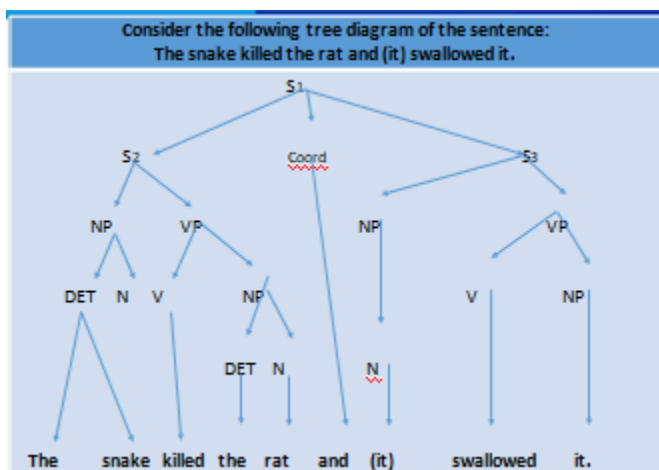 Consider the following tree diagram of the sentence:
The snake killed the rat and (it) swallowed it.
S1
S2 Coord S3
NP VP NP VP
DET N V NP V NP
DET N N
The snake killed the rat and (it) swallowed it.